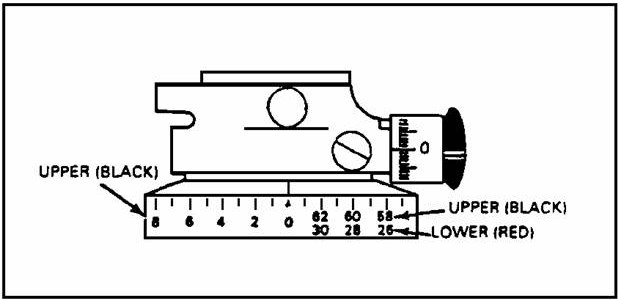 0
UPPER (BLACK)
8 6 4 2 0 62 60 58 UPPER (BLACK)
30 28 26 LOWER (RED)